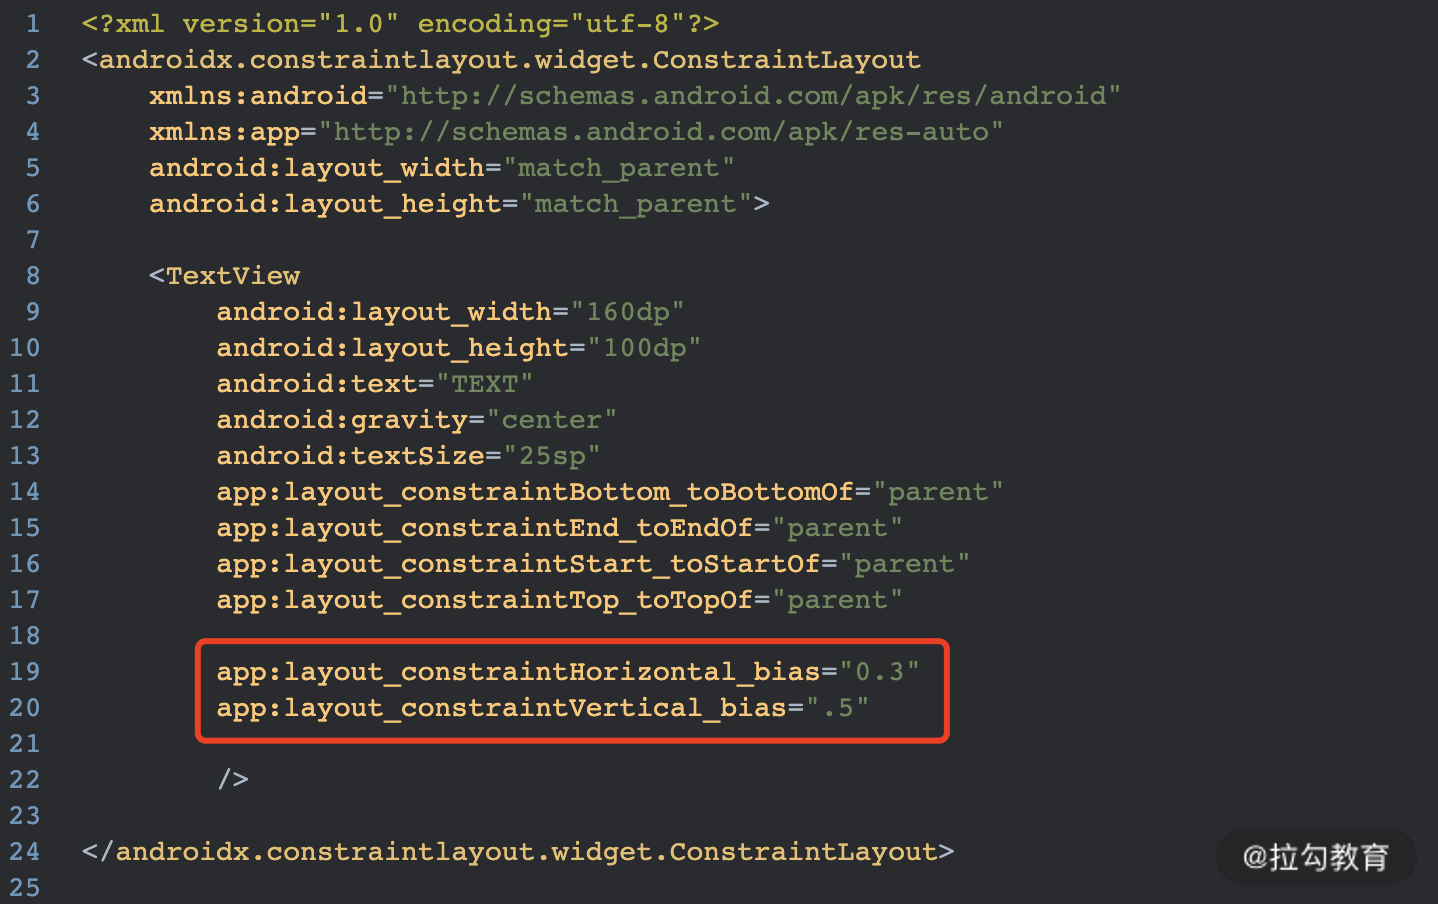 1 <?xml version="1.0" encoding="utf-8"?>
2 <androidx.constraintlayout.widget.ConstraintLayout
3     xmlns:android="http://schemas.android.com/apk/res/android"
4     xmlns:app="http://schemas.android.com/apk/res-auto"
5     android:layout_width="match_parent"
6     android:layout_height="match_parent">
7
8     <TextView
9         android:layout_width="160dp"
10         android:layout_height="100dp"
11         android:text="TEXT"
12         android:gravity="center"
13         android:textSize="25sp"
14         app:layout_constraintBottom_toBottomOf="parent"
15         app:layout_constraintEnd_toEndOf="parent"
16         app:layout_constraintStart_toStartOf="parent"
17         app:layout_constraintTop_toTopOf="parent"
18
19         app:layout_constraintHorizontal_bias="0.3"
20         app:layout_constraintVertical_bias=".5"
21
22         />
23
24 </androidx.constraintlayout.widget.ConstraintLayout>
25
@拉勾教育